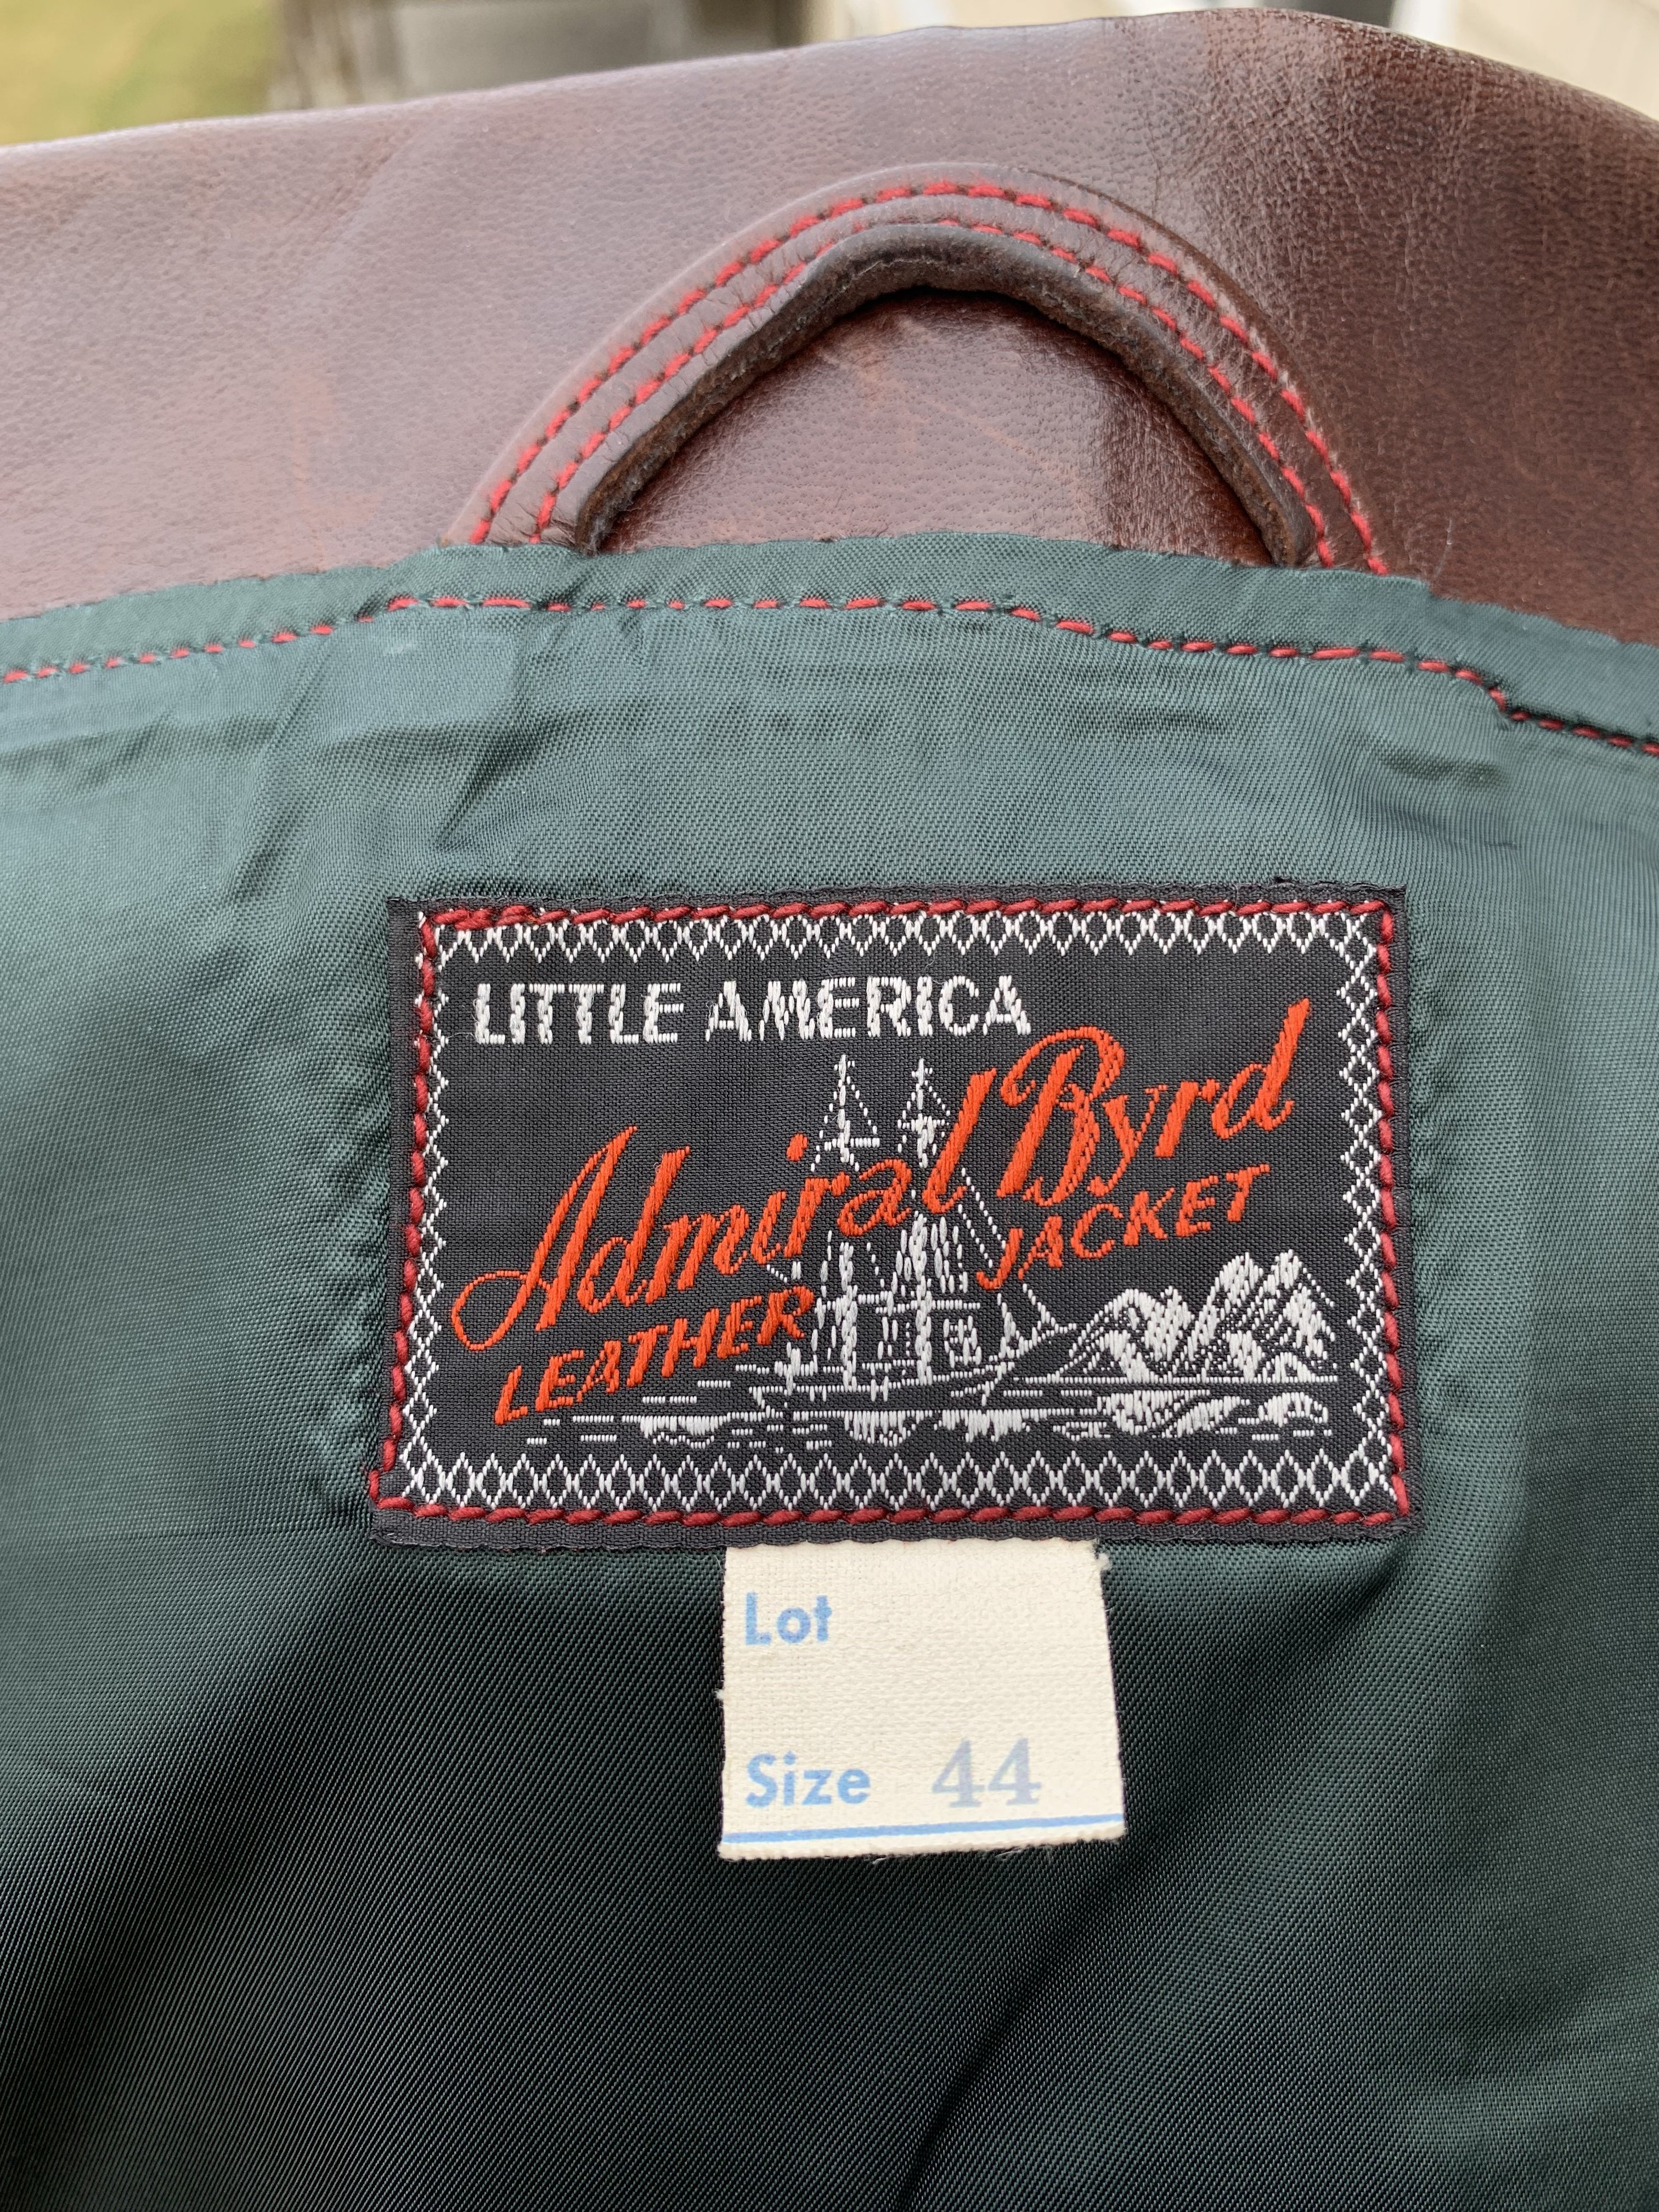 LITTLE AMERICA
Admiral Byrd
LEATHER JACKET
Lot
Size 44